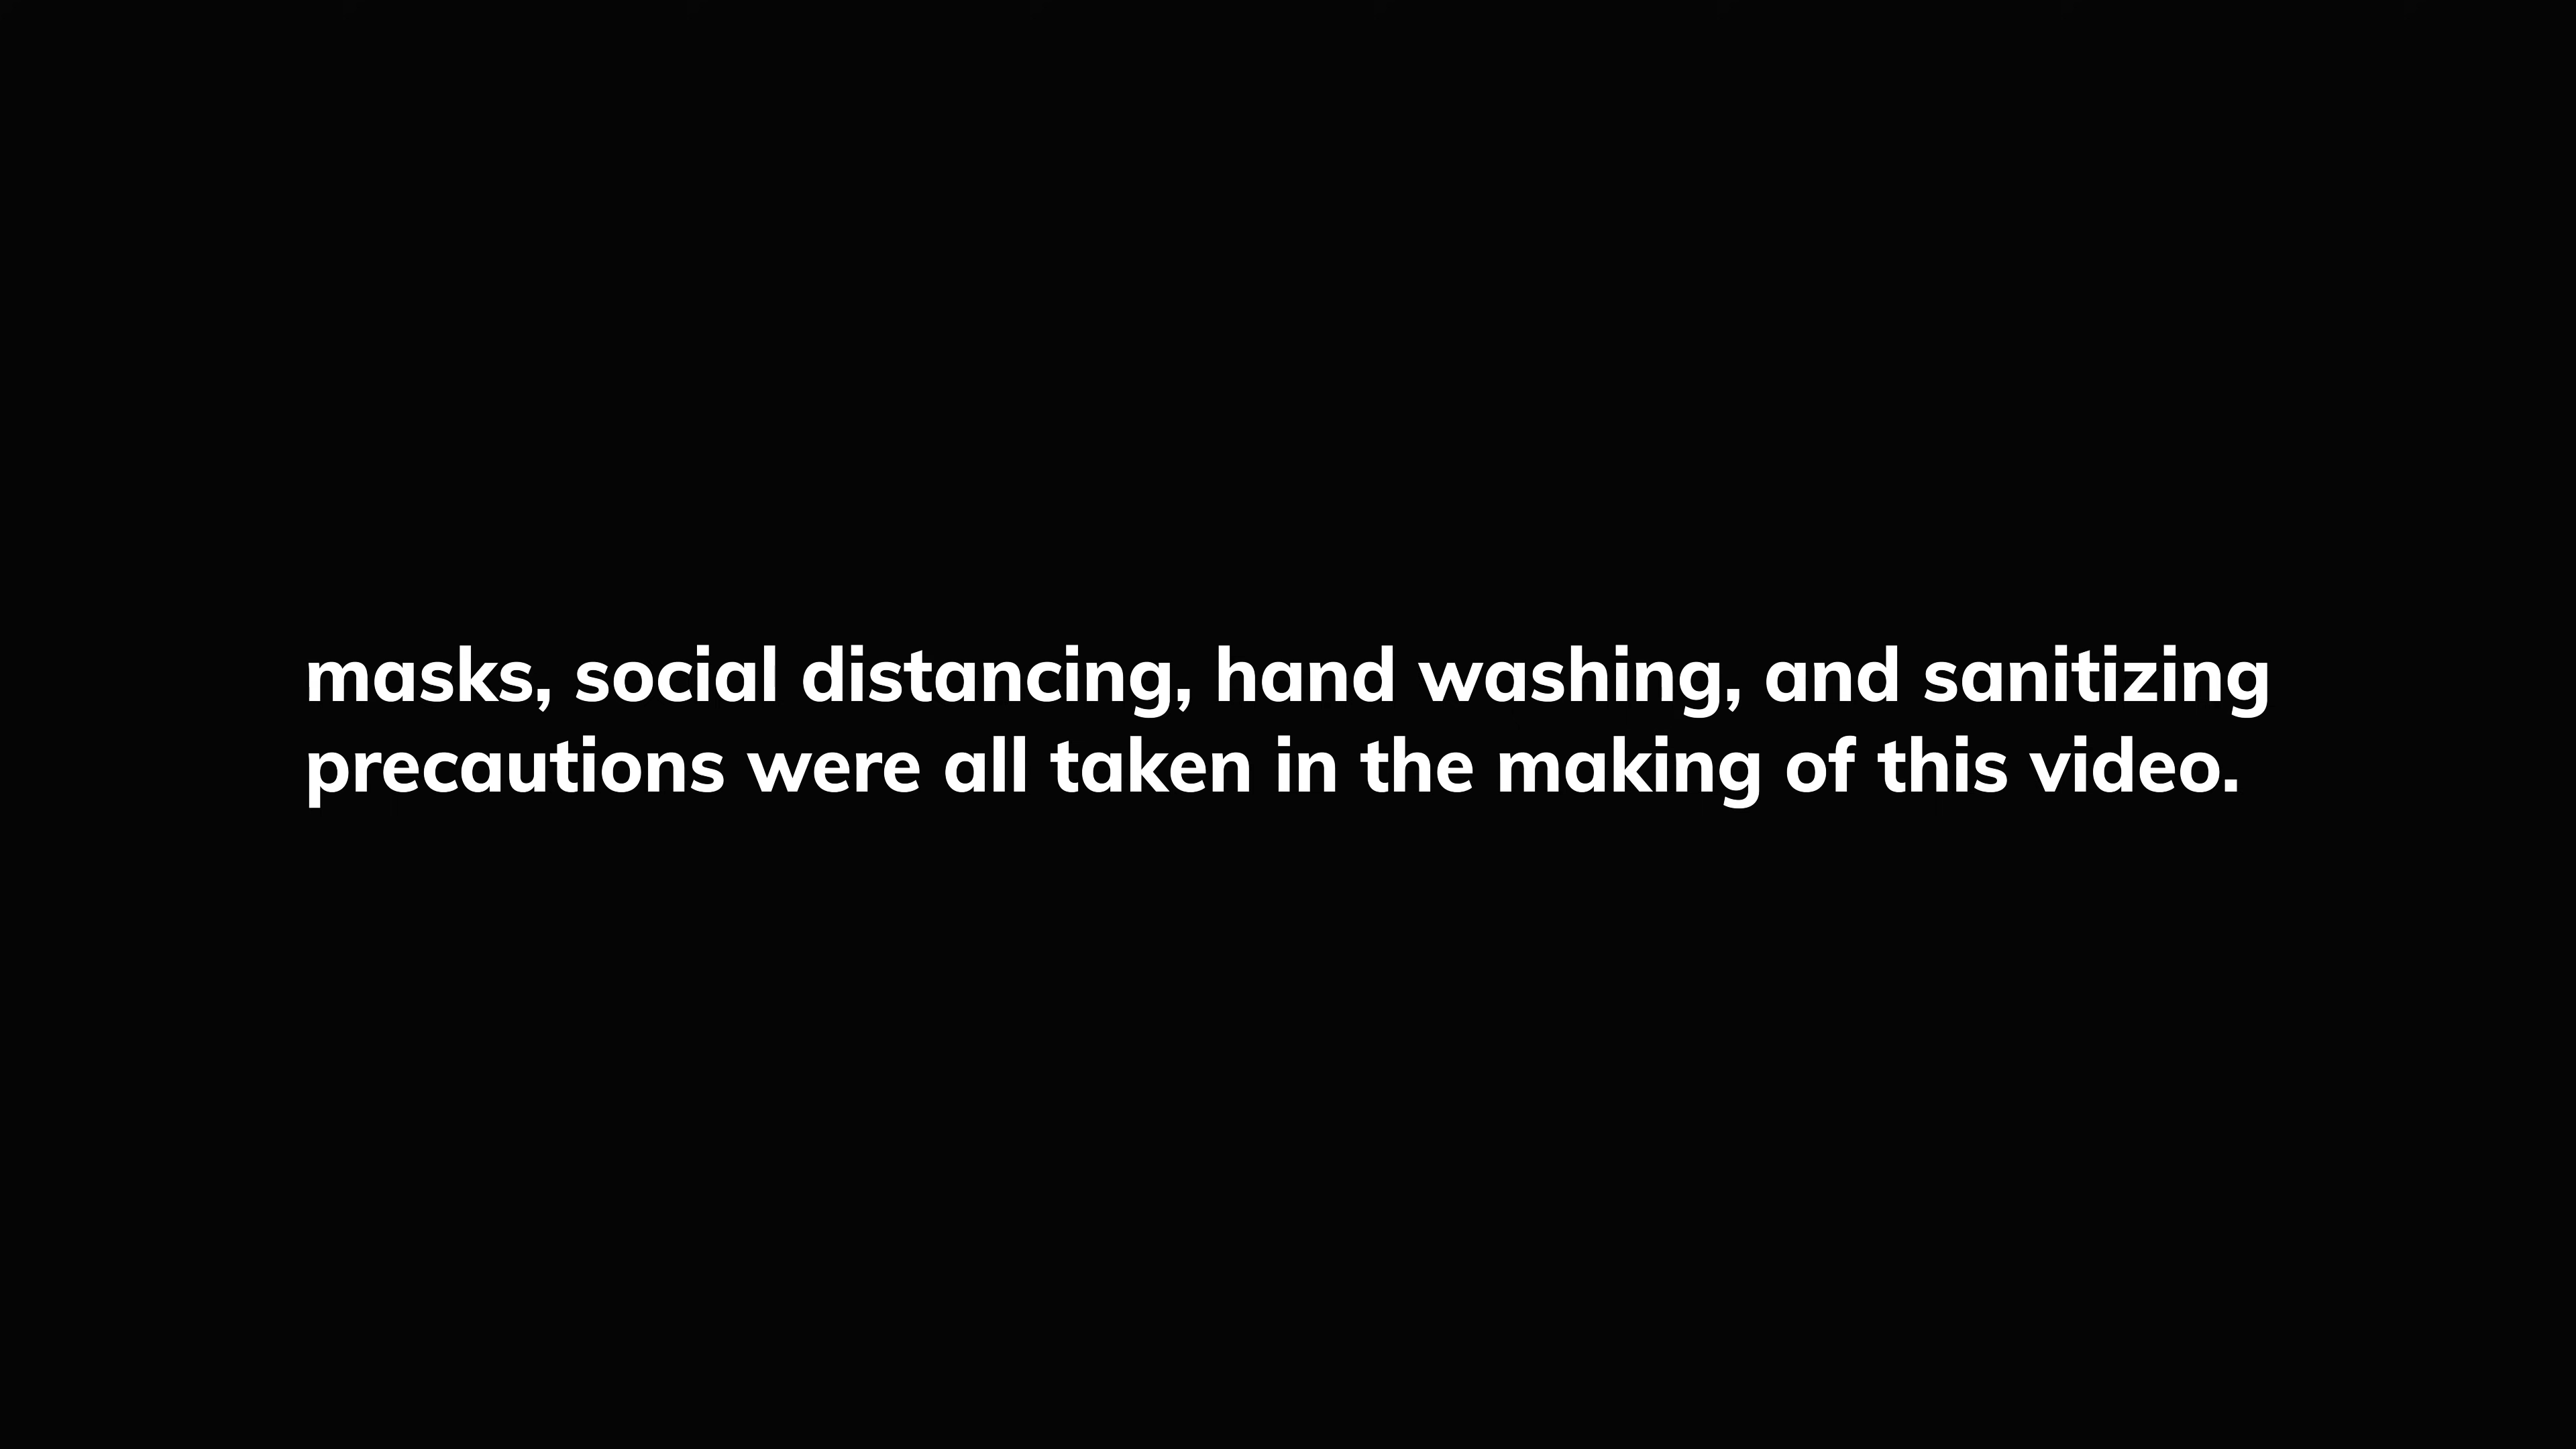 masks, social distancing, hand washing, and sanitizing
precautions were all taken in the making of this video.